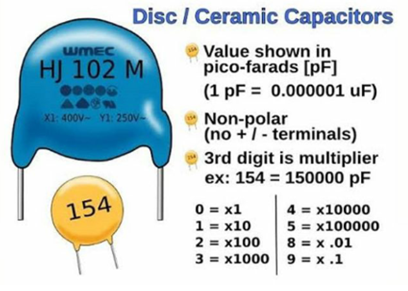 Disc / Ceramic Capacitors
WMEC
HJ 102 M
X1: 400V~ Y1: 250V~
154
Value shown in
pico-farads [pF]
(1 pF = 0.000001 uF)
Non-polar
(no + / - terminals)
3rd digit is multiplier
ex: 154 = 150000 pF
0 = x1
1 = x10
2 = x100
3 = x1000
4 = x10000
5 = x100000
8 = x .01
9 = x .1